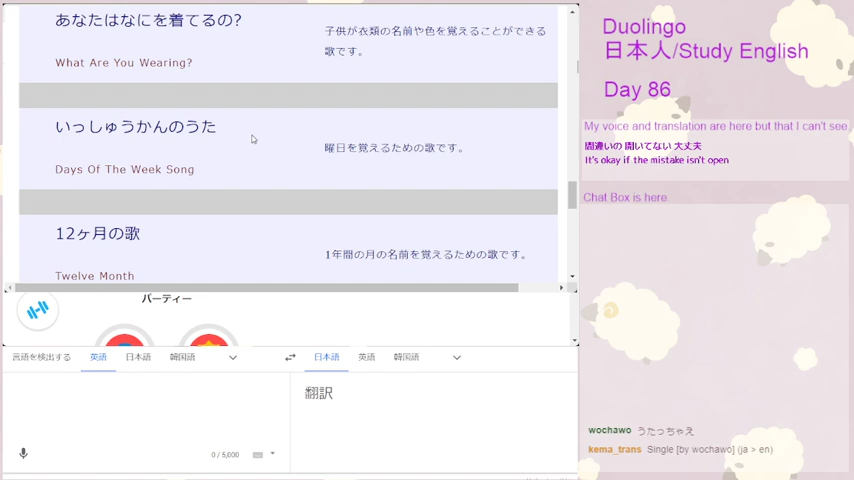 あなたはなにを着てるの?
子供が衣類の名前や色を覚えることができる
歌です。
What Are You Wearing?
いっしゅうかんのうた
曜日を覚えるための歌です。
Days Of The Week Song
12ヶ月の歌
1年間の月の名前を覚えるための歌です。
Twelve Month
パーティー
言語を検出する 英語 日本語 韓国語
日本語 英語 韓国語
翻訳
0 / 5,000
Duolingo
日本人/Study English
Day 86
My voice and translation are here but that I can't see
間違いの 開いてない 大丈夫
It's okay if the mistake isn't open
Chat Box is here.
wochawo うたっちゃえ
kema_trans Single [by wochawo] (ja > en)